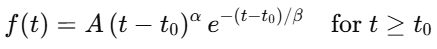 f(t) = A (t − t₀)^α e^{−(t−t₀)/β} for t ≥ t₀